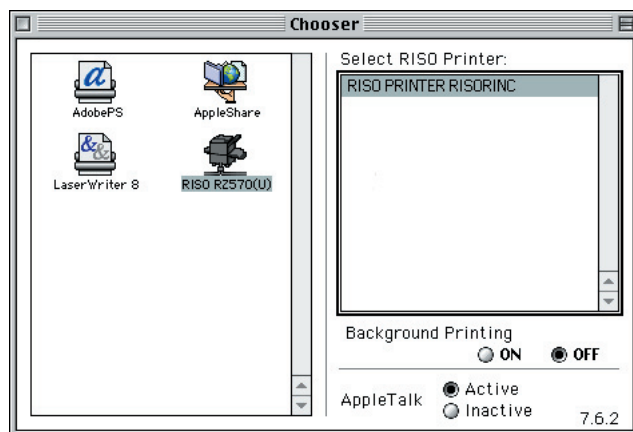 Chooser
AdobePS
AppleShare
LaserWriter 8
RISO RZ570(U)
Select RISO Printer:
RISO PRINTER RISORINC
Background Printing
ON OFF
AppleTalk
Active
Inactive
7.6.2